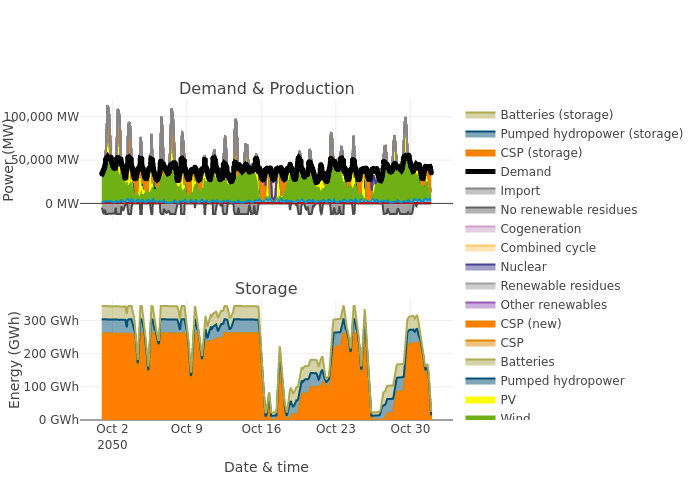 Demand & Production
Power (MW)
100,000 MW
50,000 MW
0 MW
Storage
Energy (GWh)
300 GWh
200 GWh
100 GWh
0 GWh
Oct 2
2050
Oct 9
Oct 16
Oct 23
Oct 30
Date & time
Batteries (storage)
Pumped hydropower (storage)
CSP (storage)
Demand
Import
No renewable residues
Cogeneration
Combined cycle
Nuclear
Renewable residues
Other renewables
CSP (new)
CSP
Batteries
Pumped hydropower
PV
Wind